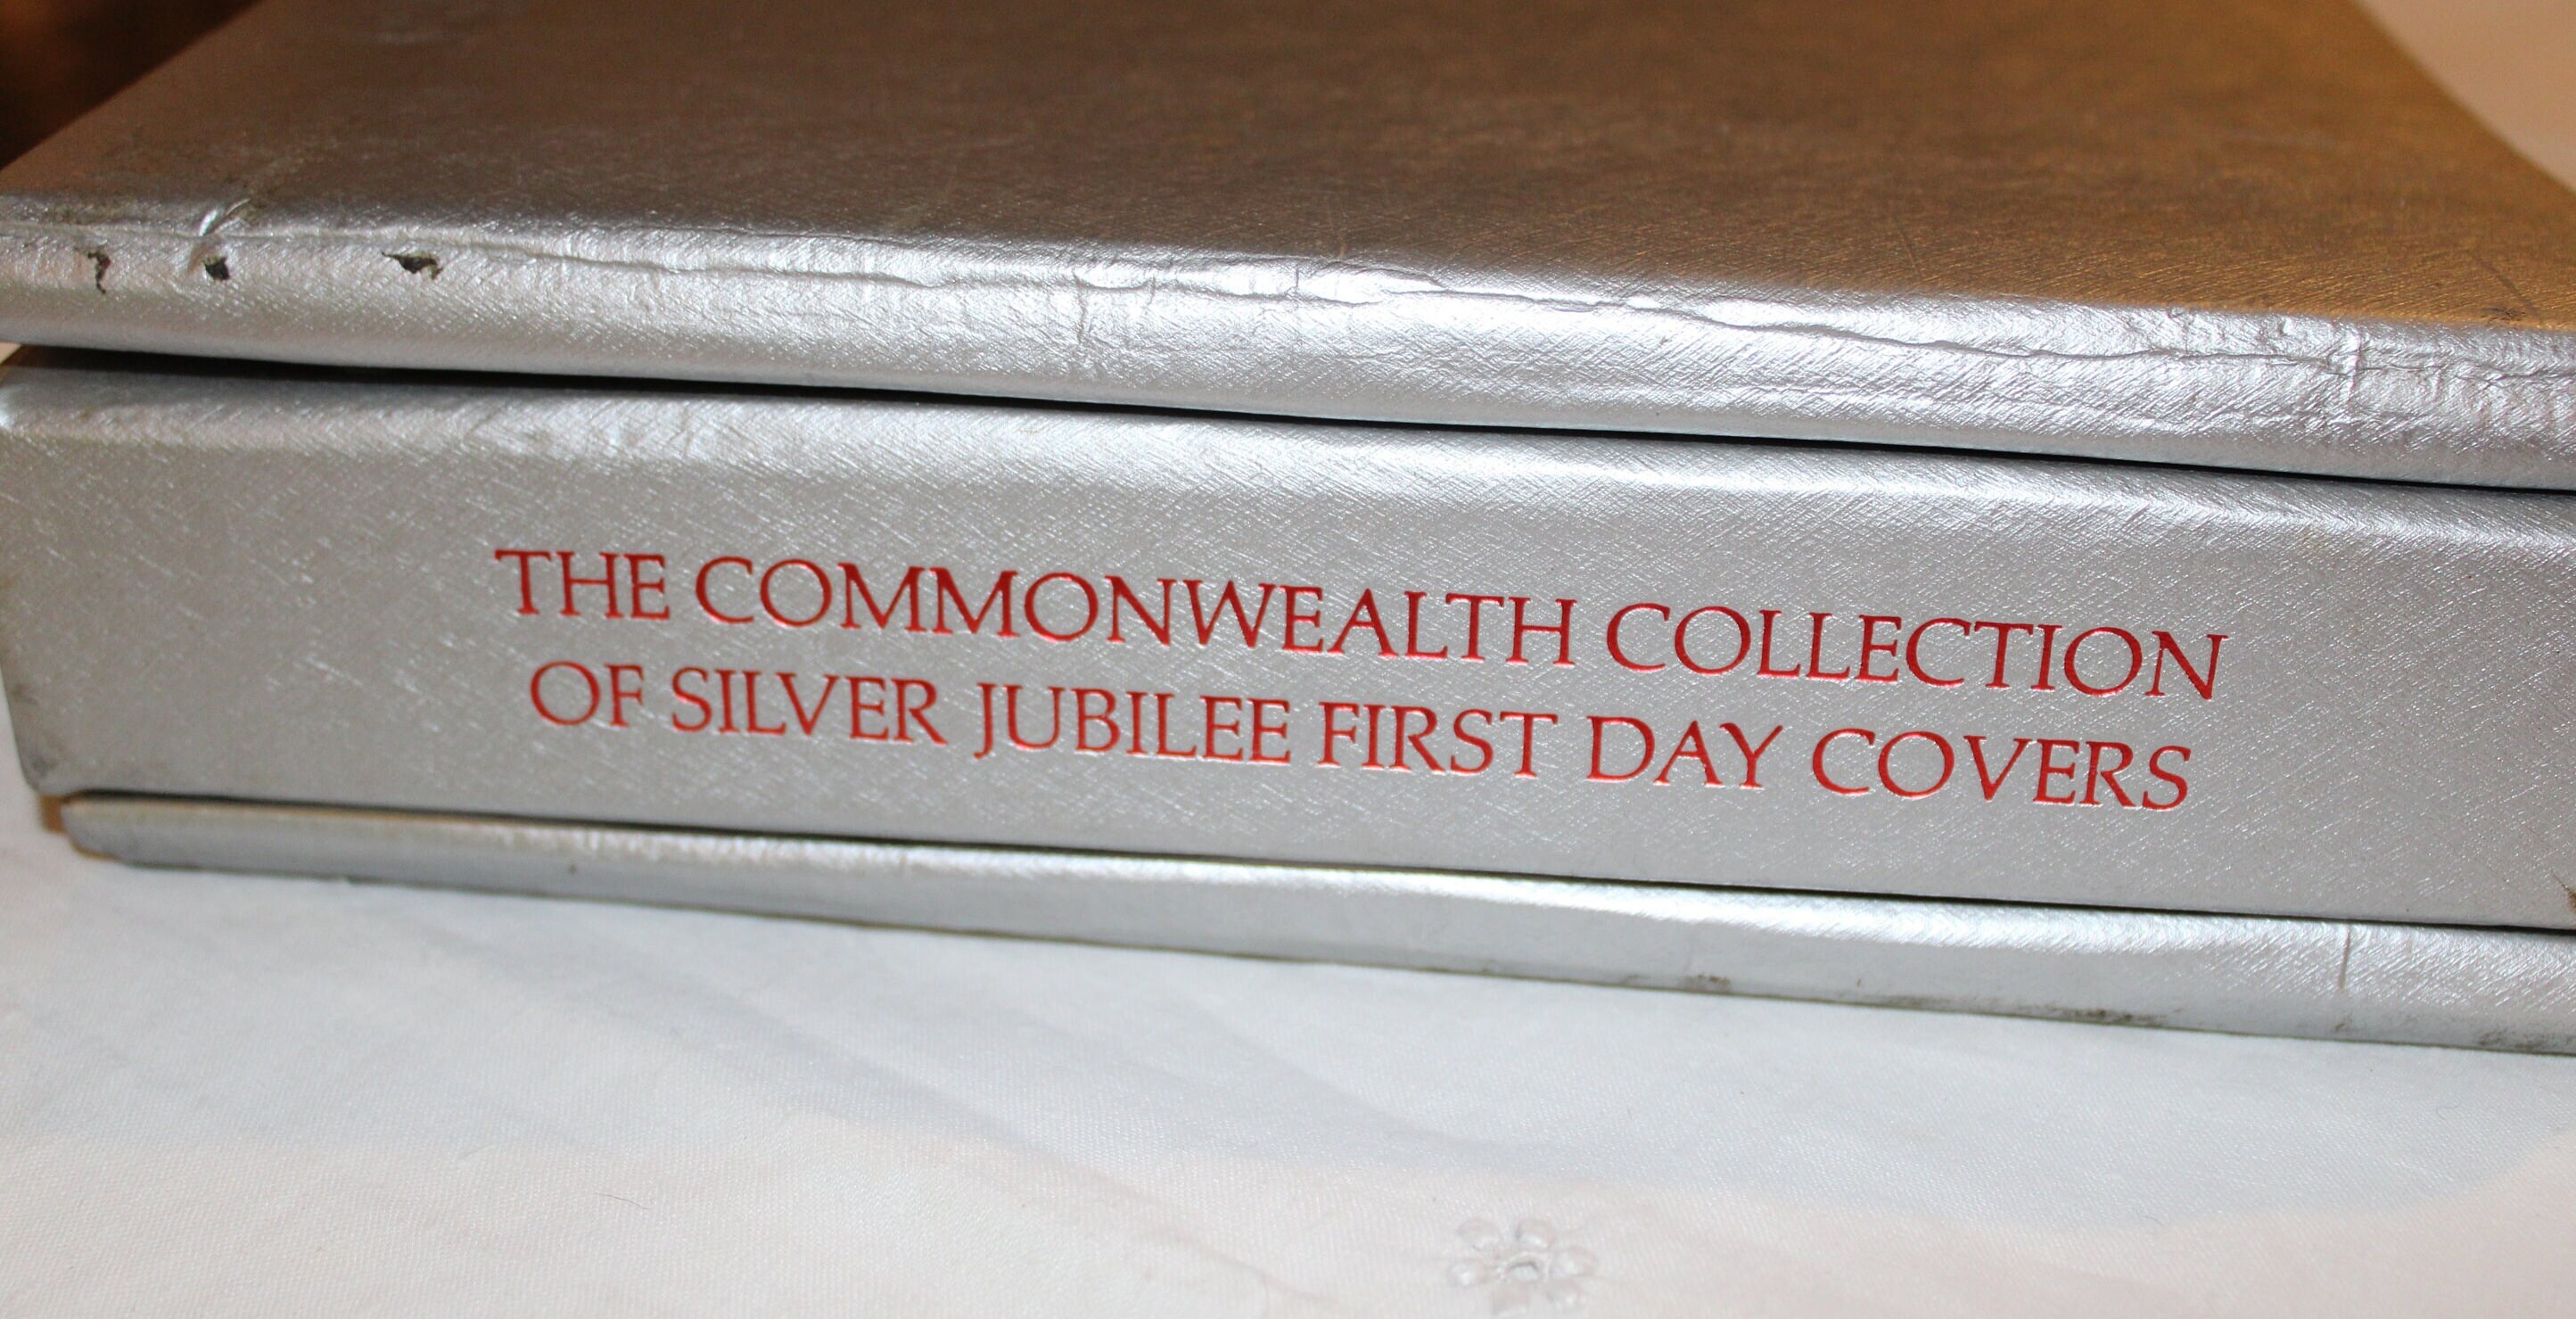 THE COMMONWEALTH COLLECTION
OF SILVER JUBILEE FIRST DAY COVERS